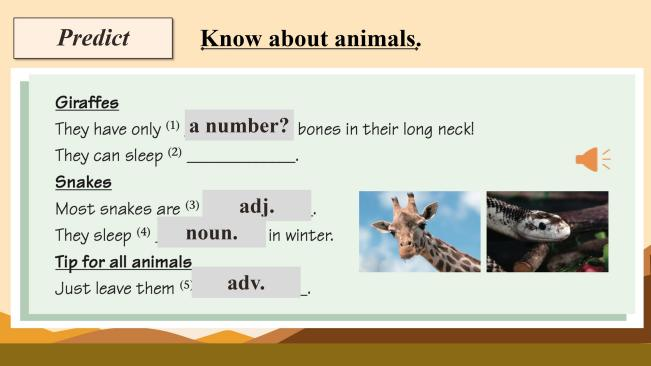 Predict
Know about animals.
Giraffes
They have only (1) a number? bones in their long neck!
They can sleep (2) ____________.
Snakes
Most snakes are (3) adj. .
They sleep (4) _ noun. in winter.
Tip for all animals
Just leave them (5) adv. _.